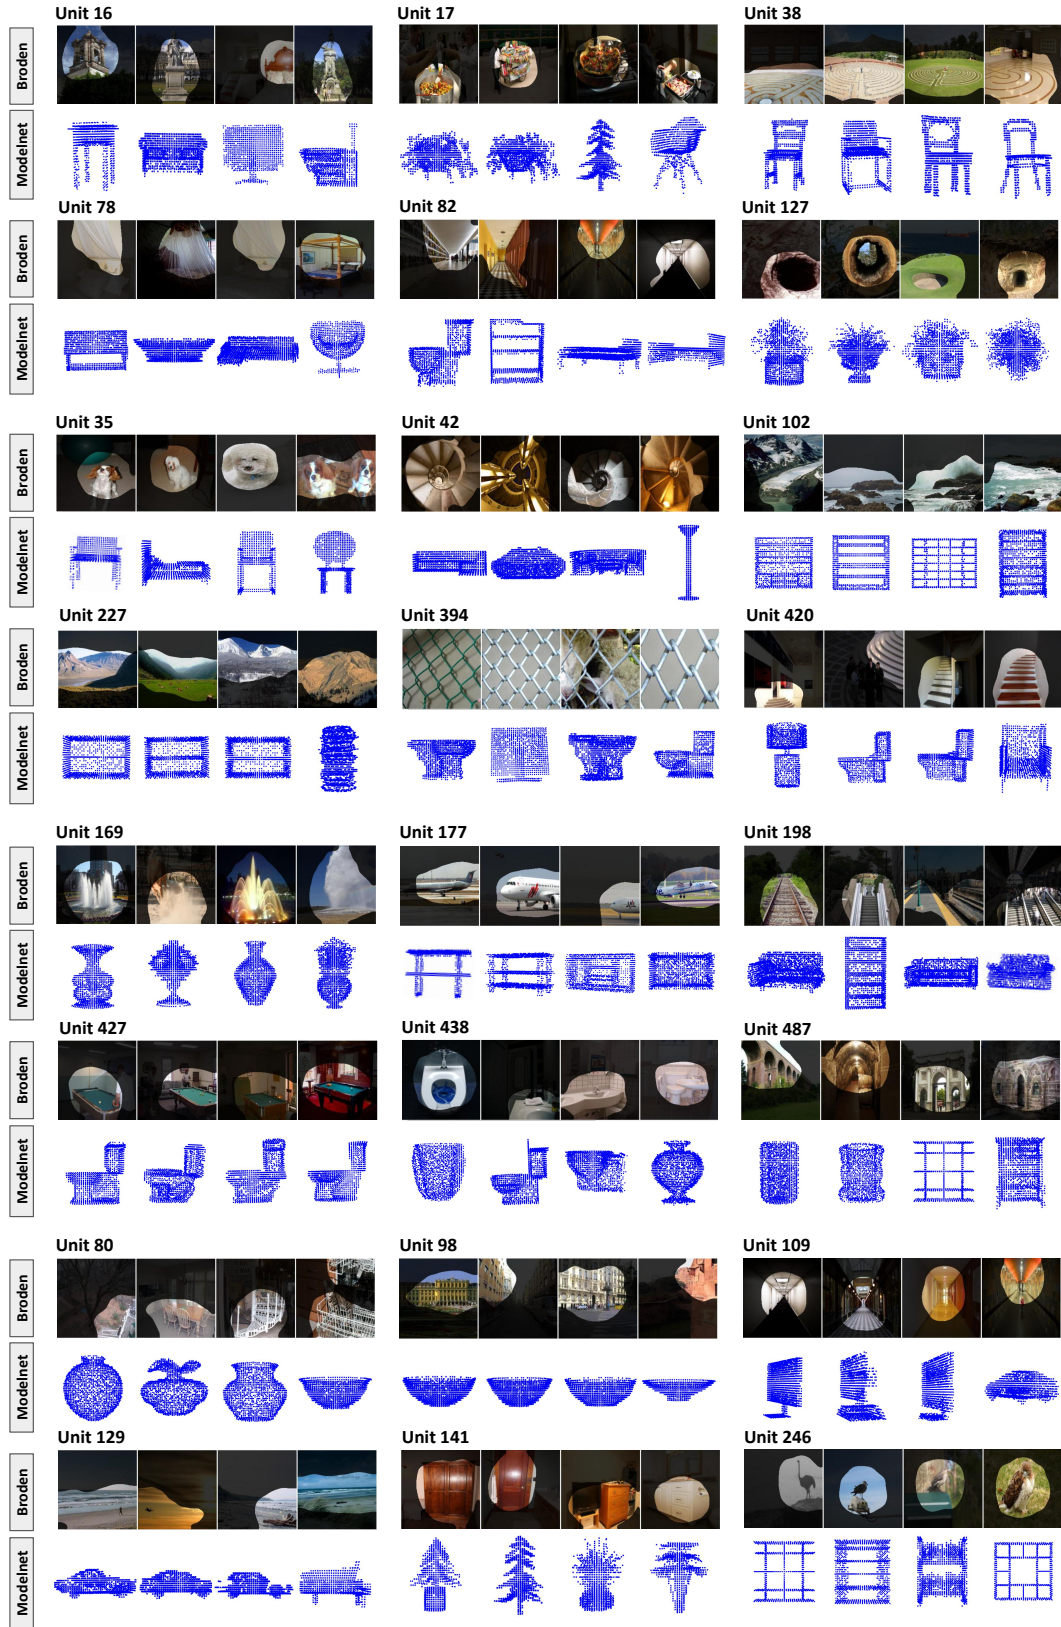 Unit 16 Unit 17 Unit 38
Broden
Modelnet
Unit 78 Unit 82 Unit 127
Broden
Modelnet
Unit 35 Unit 42 Unit 102
Broden
Modelnet
Unit 227 Unit 394 Unit 420
Broden
Modelnet
Unit 169 Unit 177 Unit 198
Broden
Modelnet
Unit 427 Unit 438 Unit 487
Broden
Modelnet
Unit 80 Unit 98 Unit 109
Broden
Modelnet
Unit 129 Unit 141 Unit 246
Broden
Modelnet